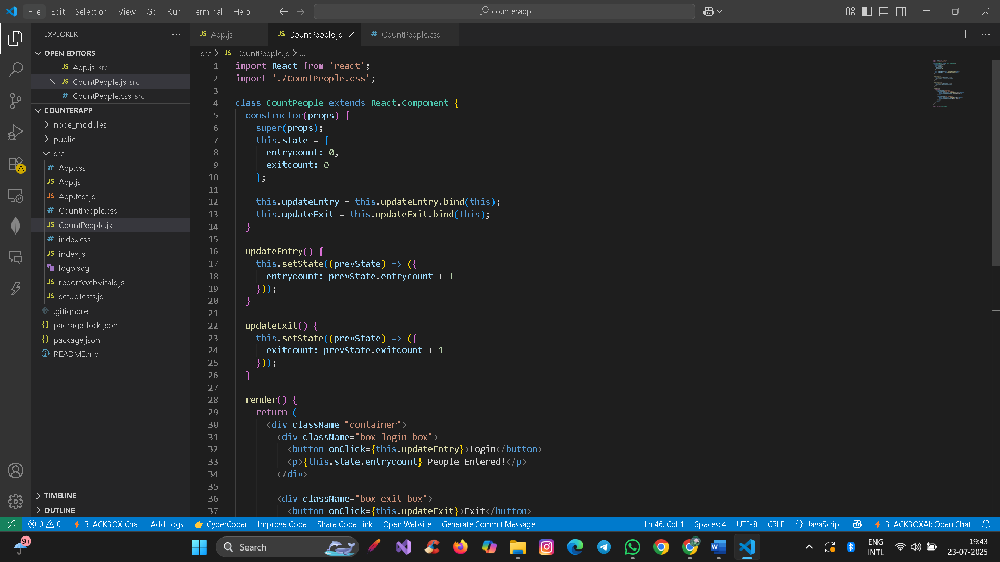 File Edit Selection View Go Run Terminal Help
counterapp
EXPLORER
OPEN EDITORS
JS App.js src
JS CountPeople.js src
# CountPeople.css src
COUNTERAPP
node_modules
public
src
# App.css
JS App.js
JS App.test.js
# CountPeople.css
JS CountPeople.js
# index.css
JS index.js
logo.svg
JS reportWebVitals.js
JS setupTests.js
.gitignore
{} package-lock.json
{} package.json
README.md
TIMELINE
OUTLINE
JS App.js JS CountPeople.js # CountPeople.css
src > JS CountPeople.js > ...
1 import React from 'react';
2 import './CountPeople.css';
3
4 class CountPeople extends React.Component {
5 constructor(props) {
6 super(props);
7 this.state = {
8 entrycount: 0,
9 exitcount: 0
10 };
11
12 this.updateEntry = this.updateEntry.bind(this);
13 this.updateExit = this.updateExit.bind(this);
14 }
15
16 updateEntry() {
17 this.setState((prevState) => ({
18 entrycount: prevState.entrycount + 1
19 }));
20 }
21
22 updateExit() {
23 this.setState((prevState) => ({
24 exitcount: prevState.exitcount + 1
25 }));
26 }
27
28 render() {
29 return (
30 <div className="container">
31 <div className="box login-box">
32 <button onClick={this.updateEntry}>Login</button>
33 <p>{this.state.entrycount} People Entered!</p>
34 </div>
35
36 <div className="box exit-box">
37 <button onClick={this.updateExit}>Exit</button>
0 0 BLACKBOX Chat Add Logs CyberCoder Improve Code Share Code Link Open Website Generate Commit Message Ln 46, Col 1 Spaces: 4 UTF-8 CRLF {} JavaScript BLACKBOXAI: Open Chat
9+ Search ENG 19:43
INTL 23-07-2025